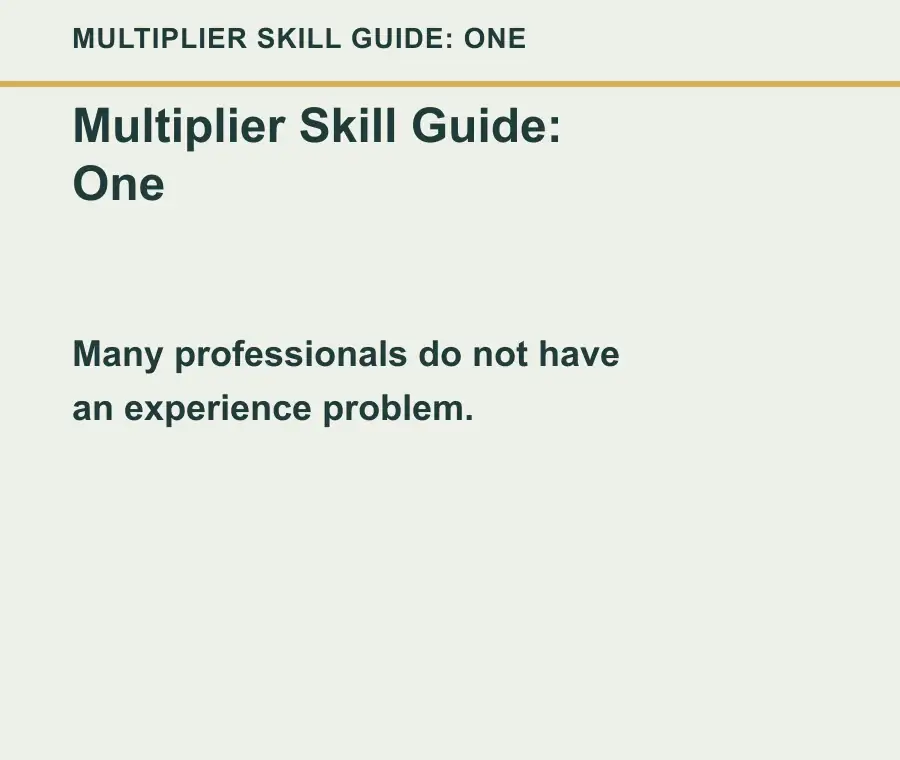 MULTIPLIER SKILL GUIDE: ONE
Multiplier Skill Guide:
One
Many professionals do not have
an experience problem.